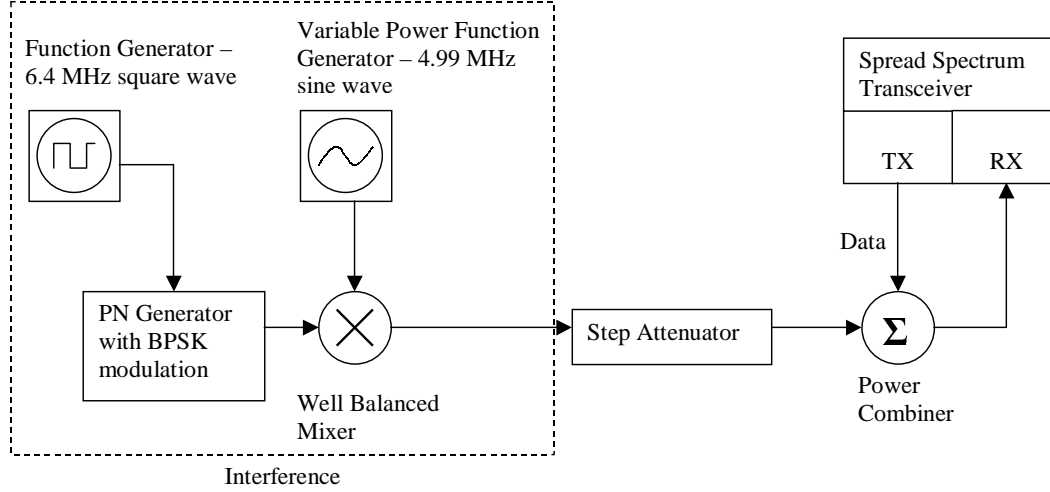 Function Generator –
6.4 MHz square wave
Variable Power Function
Generator – 4.99 MHz
sine wave
Spread Spectrum
Transceiver
TX
RX
Data
PN Generator
with BPSK
modulation
Step Attenuator
Σ
Well Balanced
Mixer
Power
Combiner
Interference